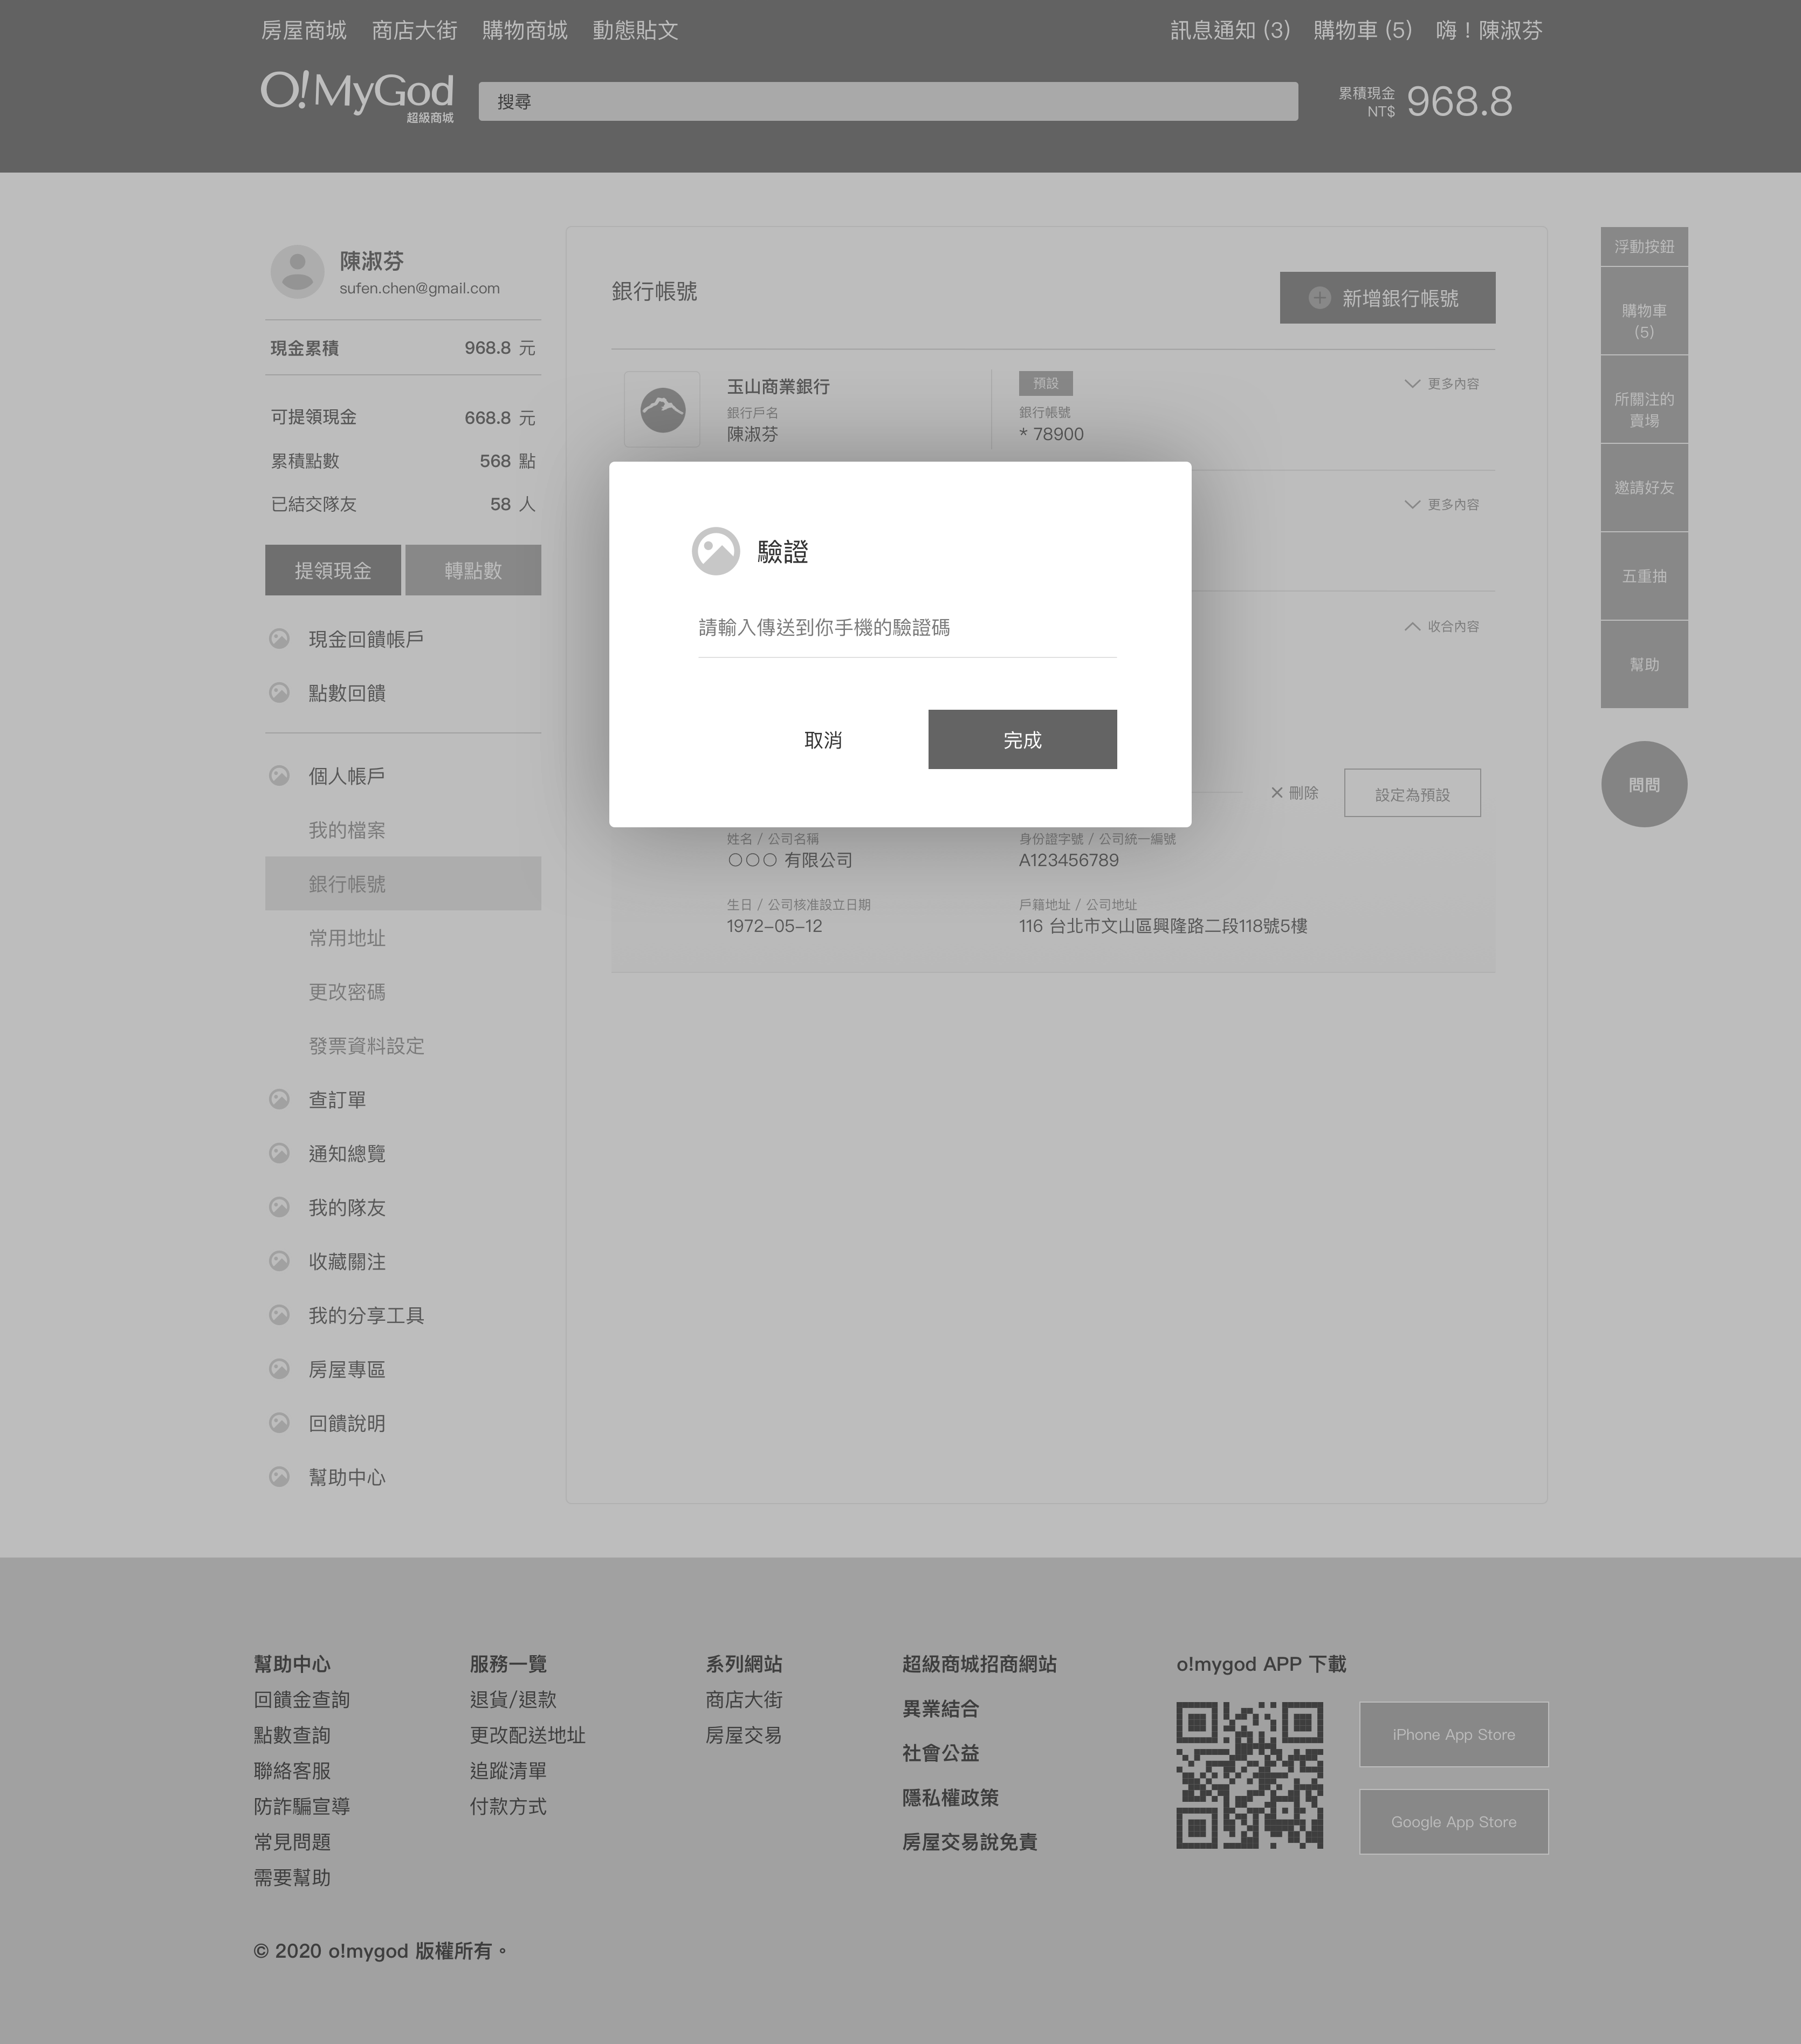 房屋商城 商店大街 購物商城 動態貼文 訊息通知 (3) 購物車 (5) 嗨！陳淑芬
O!MyGod
超級商城
搜尋
累積現金
NT$ 968.8
陳淑芬
sufen.chen@gmail.com
現金累積 968.8 元
可提領現金 668.8 元
累積點數 568 點
已結交隊友 58 人
提領現金 轉點數
現金回饋帳戶
點數回饋
個人帳戶
我的檔案
銀行帳號
常用地址
更改密碼
發票資料設定
查訂單
通知總覽
我的隊友
收藏關注
我的分享工具
房屋專區
回饋說明
幫助中心
銀行帳號
新增銀行帳號
玉山商業銀行
銀行戶名
陳淑芬
預設
銀行帳號
* 78900
更多內容
更多內容
收合內容
驗證
請輸入傳送到你手機的驗證碼
取消 完成
刪除 設定為預設
姓名 / 公司名稱
○○○ 有限公司
身份證字號 / 公司統一編號
A123456789
生日 / 公司核准設立日期
1972–05–12
戶籍地址 / 公司地址
116 台北市文山區興隆路二段118號5樓
浮動按鈕
購物車
(5)
所關注的
賣場
邀請好友
五重抽
幫助
問問
幫助中心
回饋金查詢
點數查詢
聯絡客服
防詐騙宣導
常見問題
需要幫助
服務一覽
退貨/退款
更改配送地址
追蹤清單
付款方式
系列網站
商店大街
房屋交易
超級商城招商網站
異業結合
社會公益
隱私權政策
房屋交易說免責
o!mygod APP 下載
iPhone App Store
Google App Store
© 2020 o!mygod 版權所有。